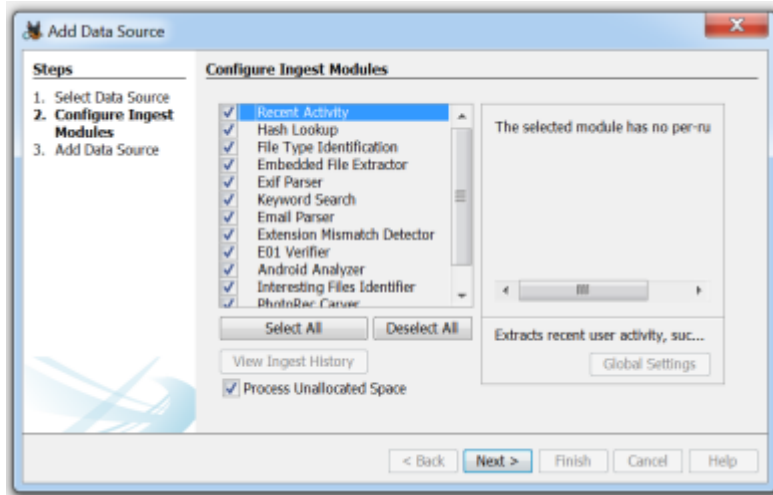 Add Data Source
Steps
1. Select Data Source
2. Configure Ingest
Modules
3. Add Data Source
Configure Ingest Modules
Recent Activity
Hash Lookup
File Type Identification
Embedded File Extractor
Exif Parser
Keyword Search
Email Parser
Extension Mismatch Detector
E01 Verifier
Android Analyzer
Interesting Files Identifier
PhotoRec Carver
Select All
Deselect All
View Ingest History
Process Unallocated Space
The selected module has no per-ru
Extracts recent user activity, suc...
Global Settings
< Back
Next >
Finish
Cancel
Help